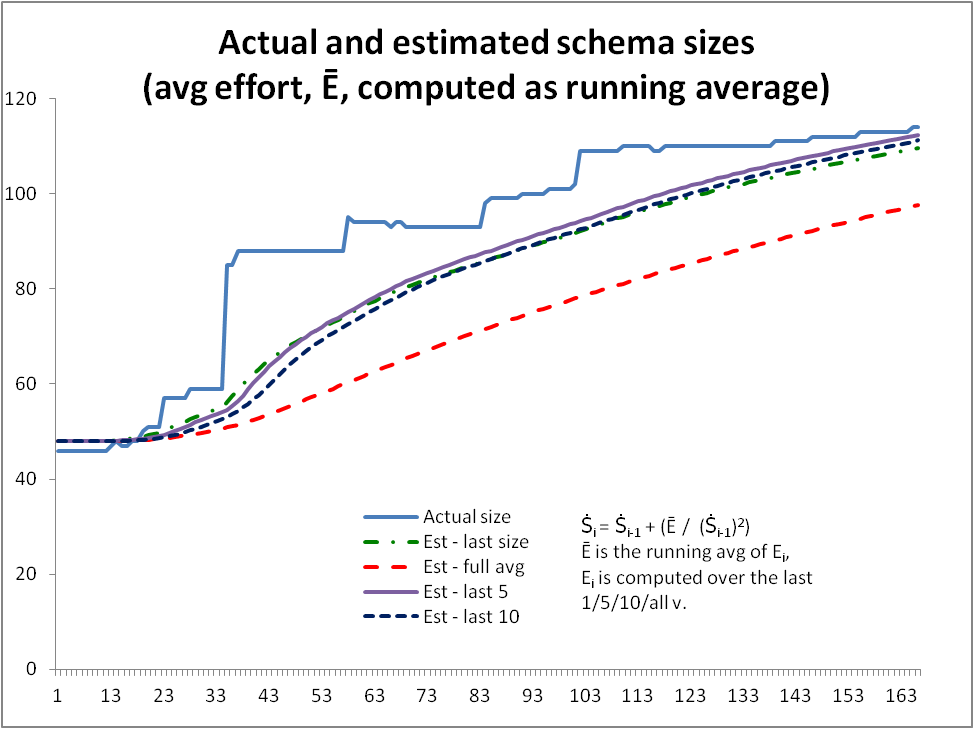 Actual and estimated schema sizes
(avg effort, Ē, computed as running average)
120
100
80
60
40
20
0
Actual size
Est - last size
Est - full avg
Est - last 5
Est - last 10
Ṡi = Ṡi-1 + (Ē / (Ṡi-1)²)
Ē is the running avg of Ei,
Ei is computed over the last
1/5/10/all v.
1 13 23 33 43 53 63 73 83 93 103 113 123 133 143 153 163